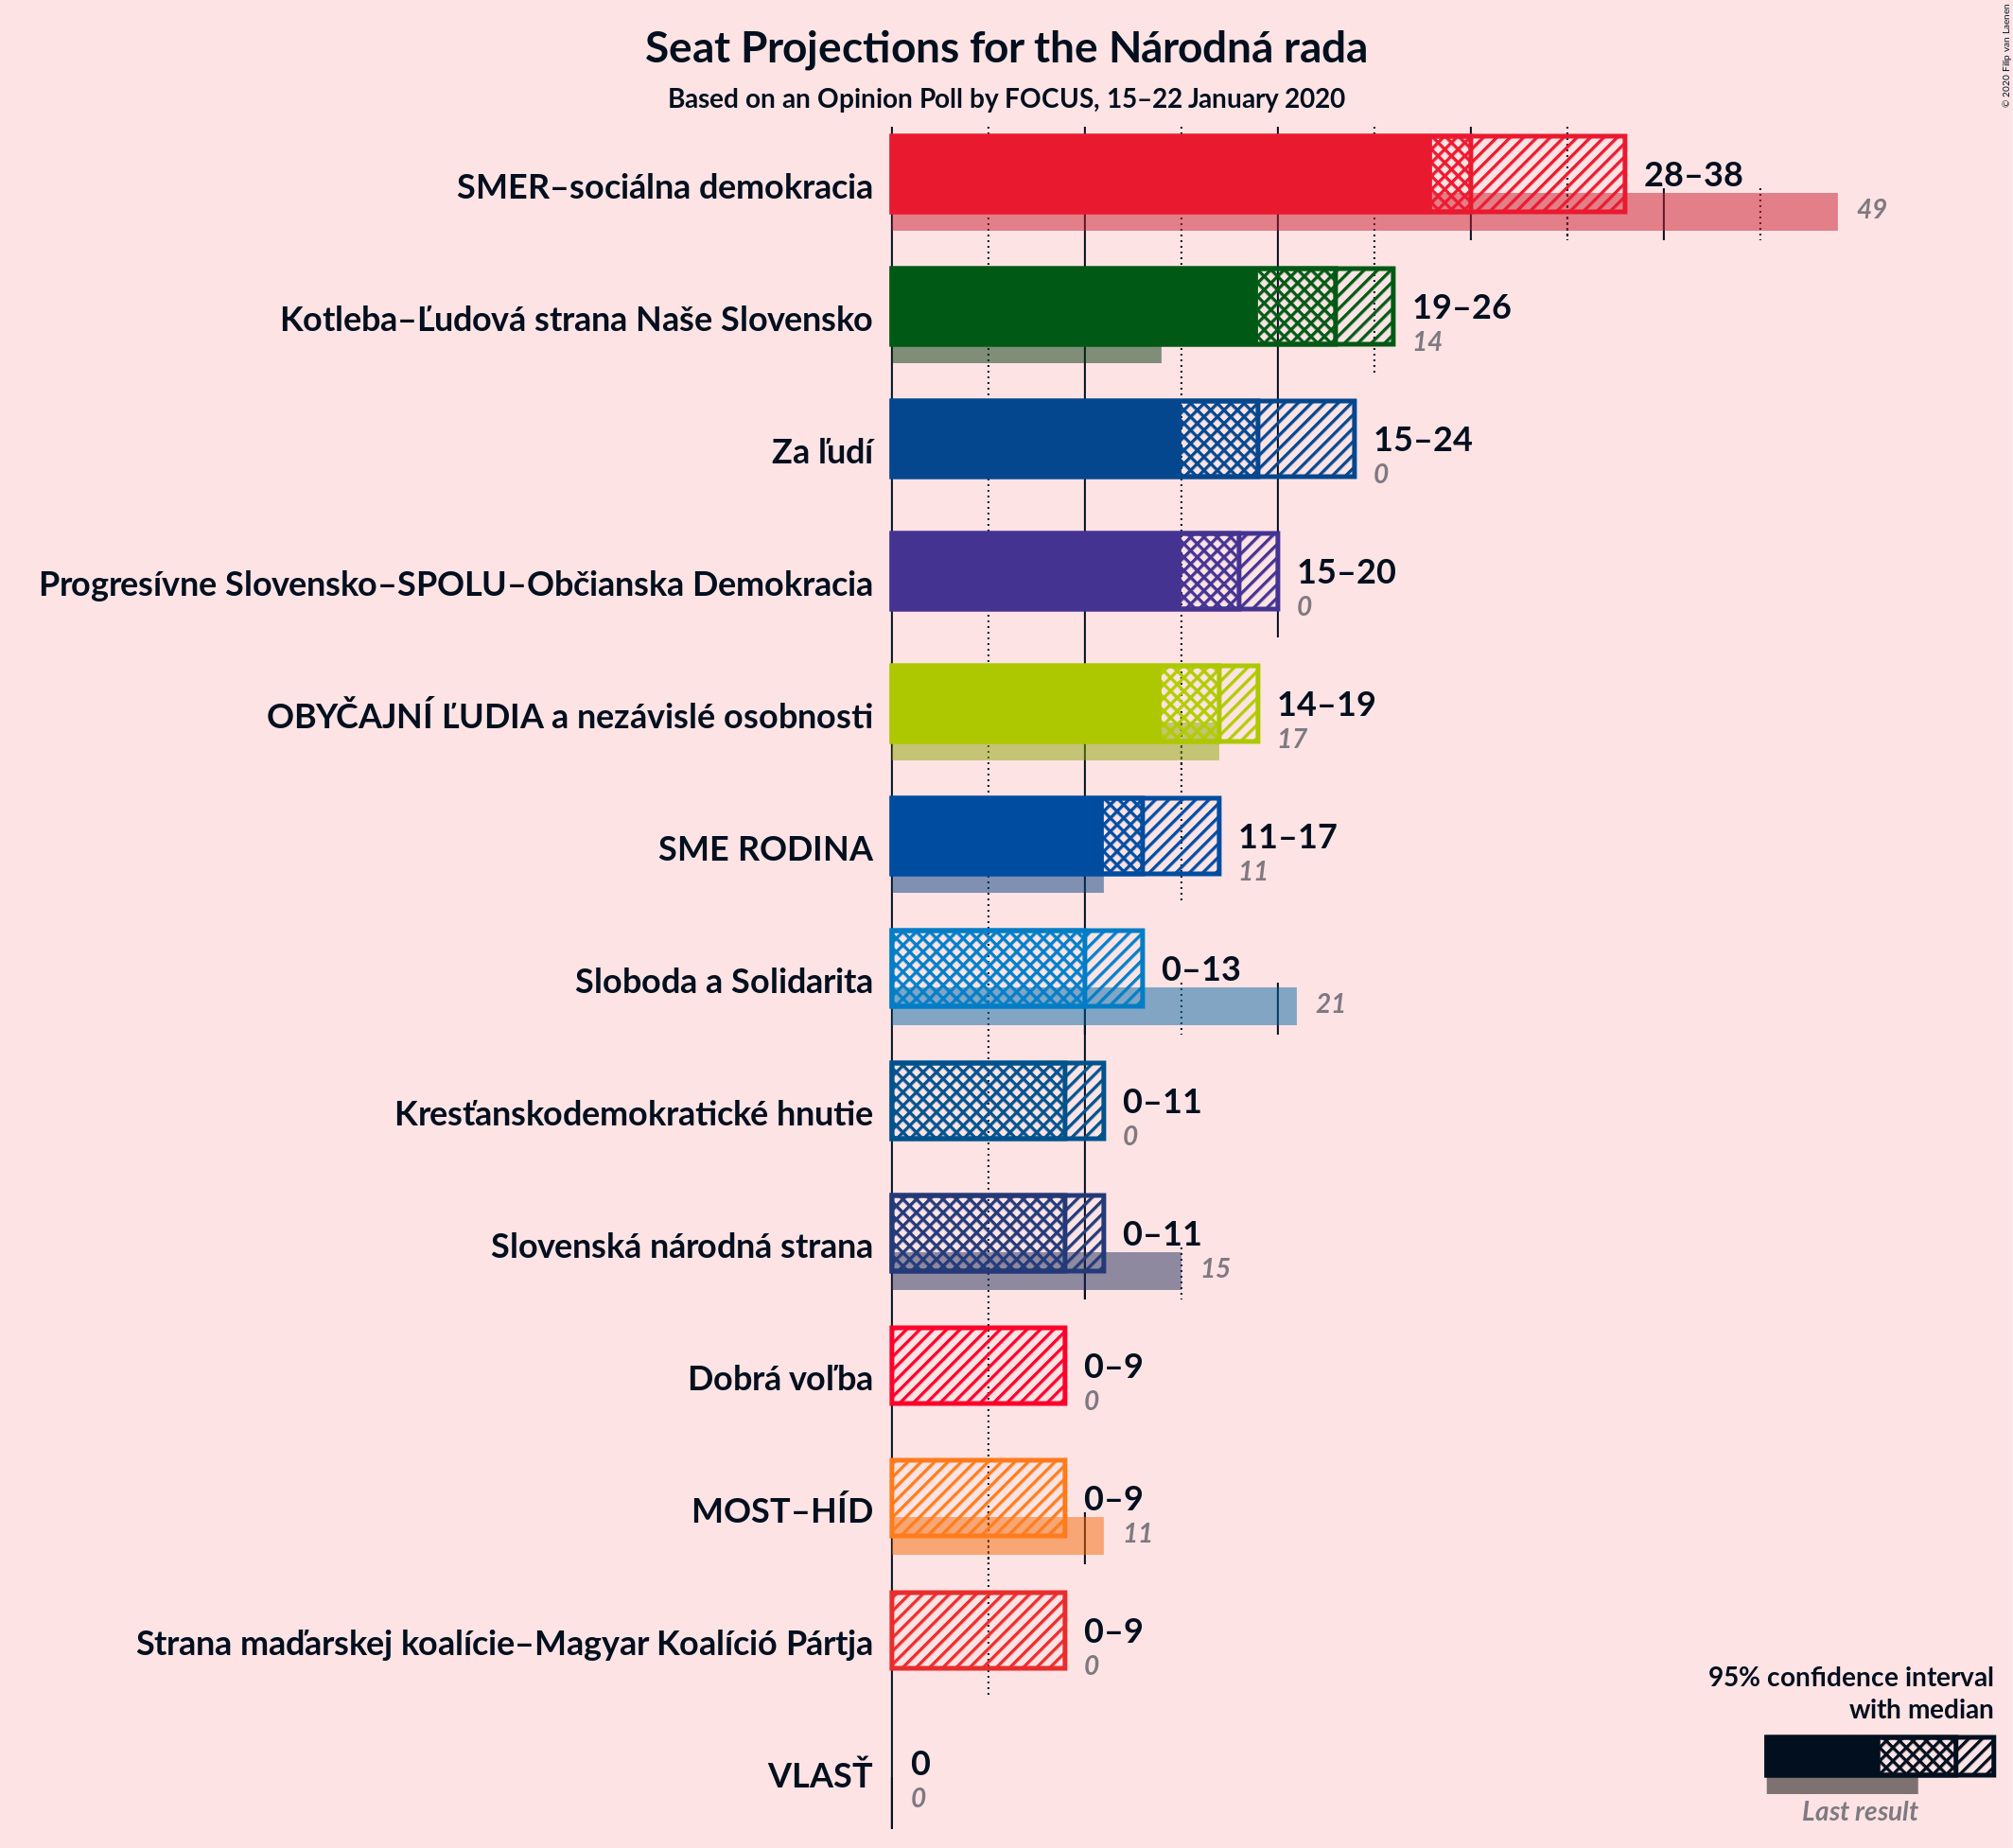 © 2020 Filip van Laenen
Seat Projections for the Národná rada
Based on an Opinion Poll by FOCUS, 15–22 January 2020
SMER–sociálna demokracia
28–38
49
Kotleba–Ľudová strana Naše Slovensko
19–26
14
Za ľudí
15–24
0
Progresívne Slovensko–SPOLU–Občianska Demokracia
15–20
0
OBYČAJNÍ ĽUDIA a nezávislé osobnosti
14–19
17
SME RODINA
11–17
11
Sloboda a Solidarita
0–13
21
Kresťanskodemokratické hnutie
0–11
0
Slovenská národná strana
0–11
15
Dobrá voľba
0–9
0
MOST–HÍD
0–9
11
Strana maďarskej koalície–Magyar Koalíció Pártja
0–9
0
VLASŤ
0
0
95% confidence interval
with median
Last result